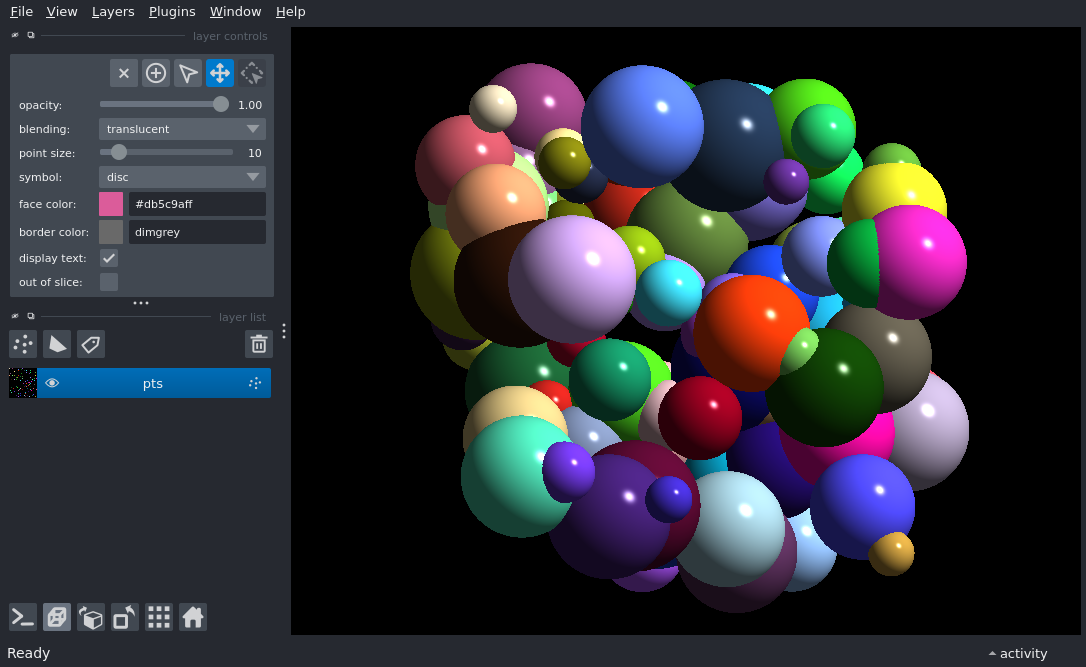 File View Layers Plugins Window Help
layer controls
opacity: 1.00
blending: translucent
point size: 10
symbol: disc
face color: #db5c9aff
border color: dimgrey
display text:
out of slice:
layer list
pts
Ready
activity